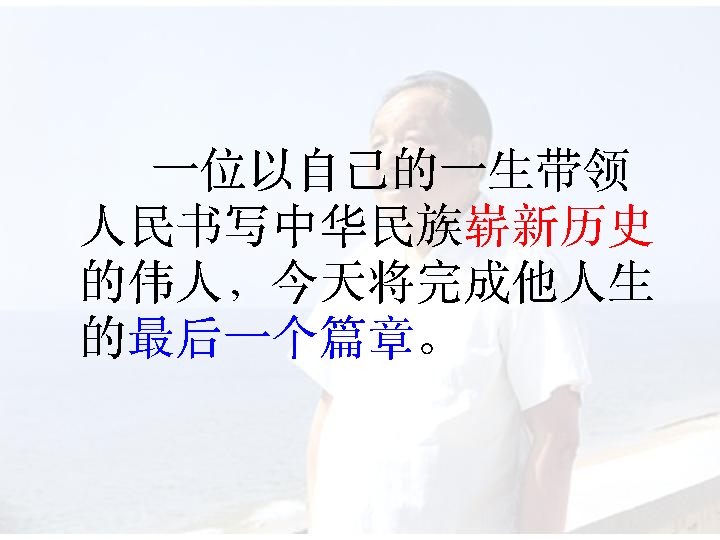 一位以自己的一生带领
人民书写中华民族崭新历史
的伟人，今天将完成他人生
的最后一个篇章。